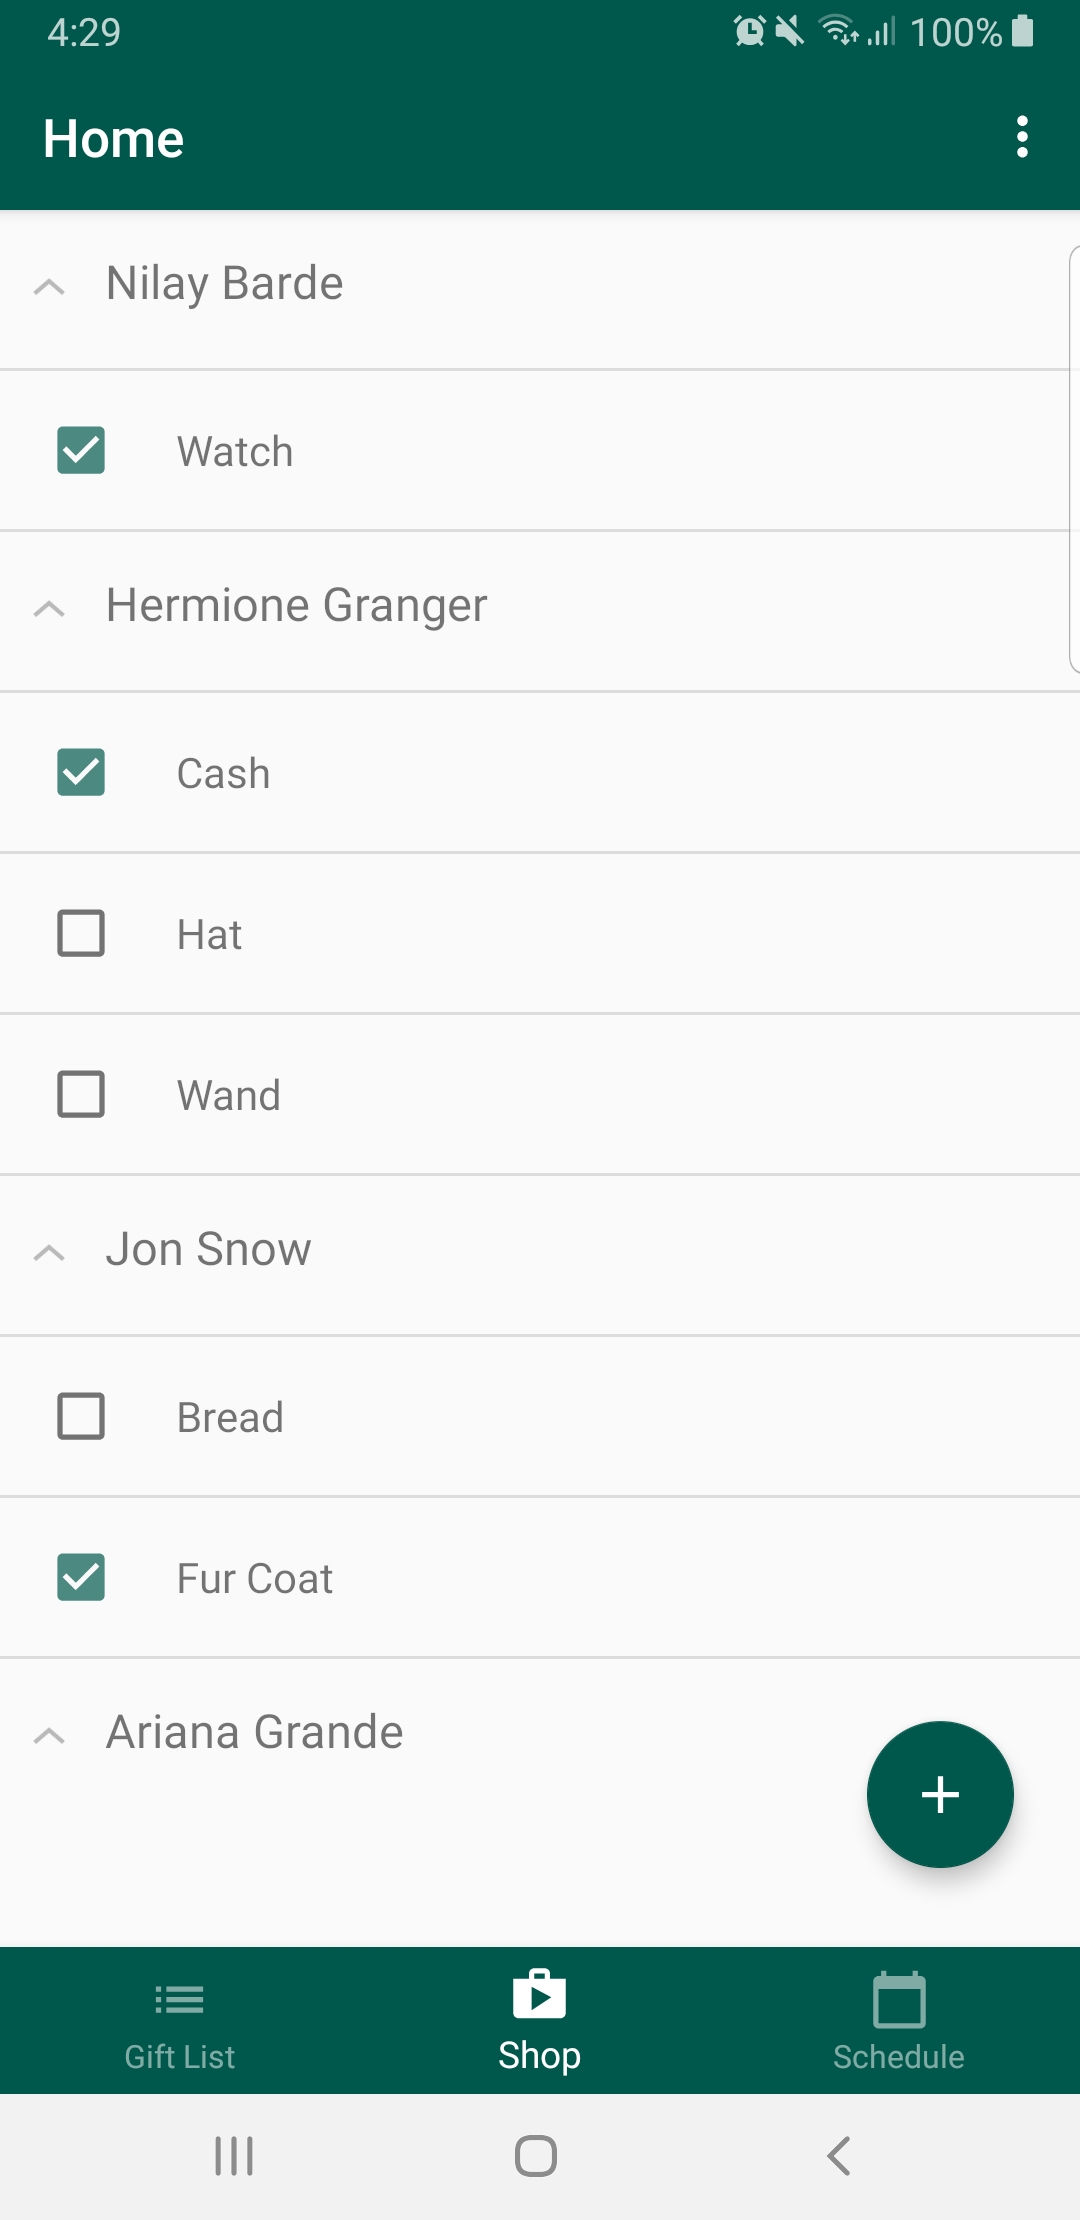 4:29 100%
Home
Nilay Barde
Watch
Hermione Granger
Cash
Hat
Wand
Jon Snow
Bread
Fur Coat
Ariana Grande
Gift List Shop Schedule